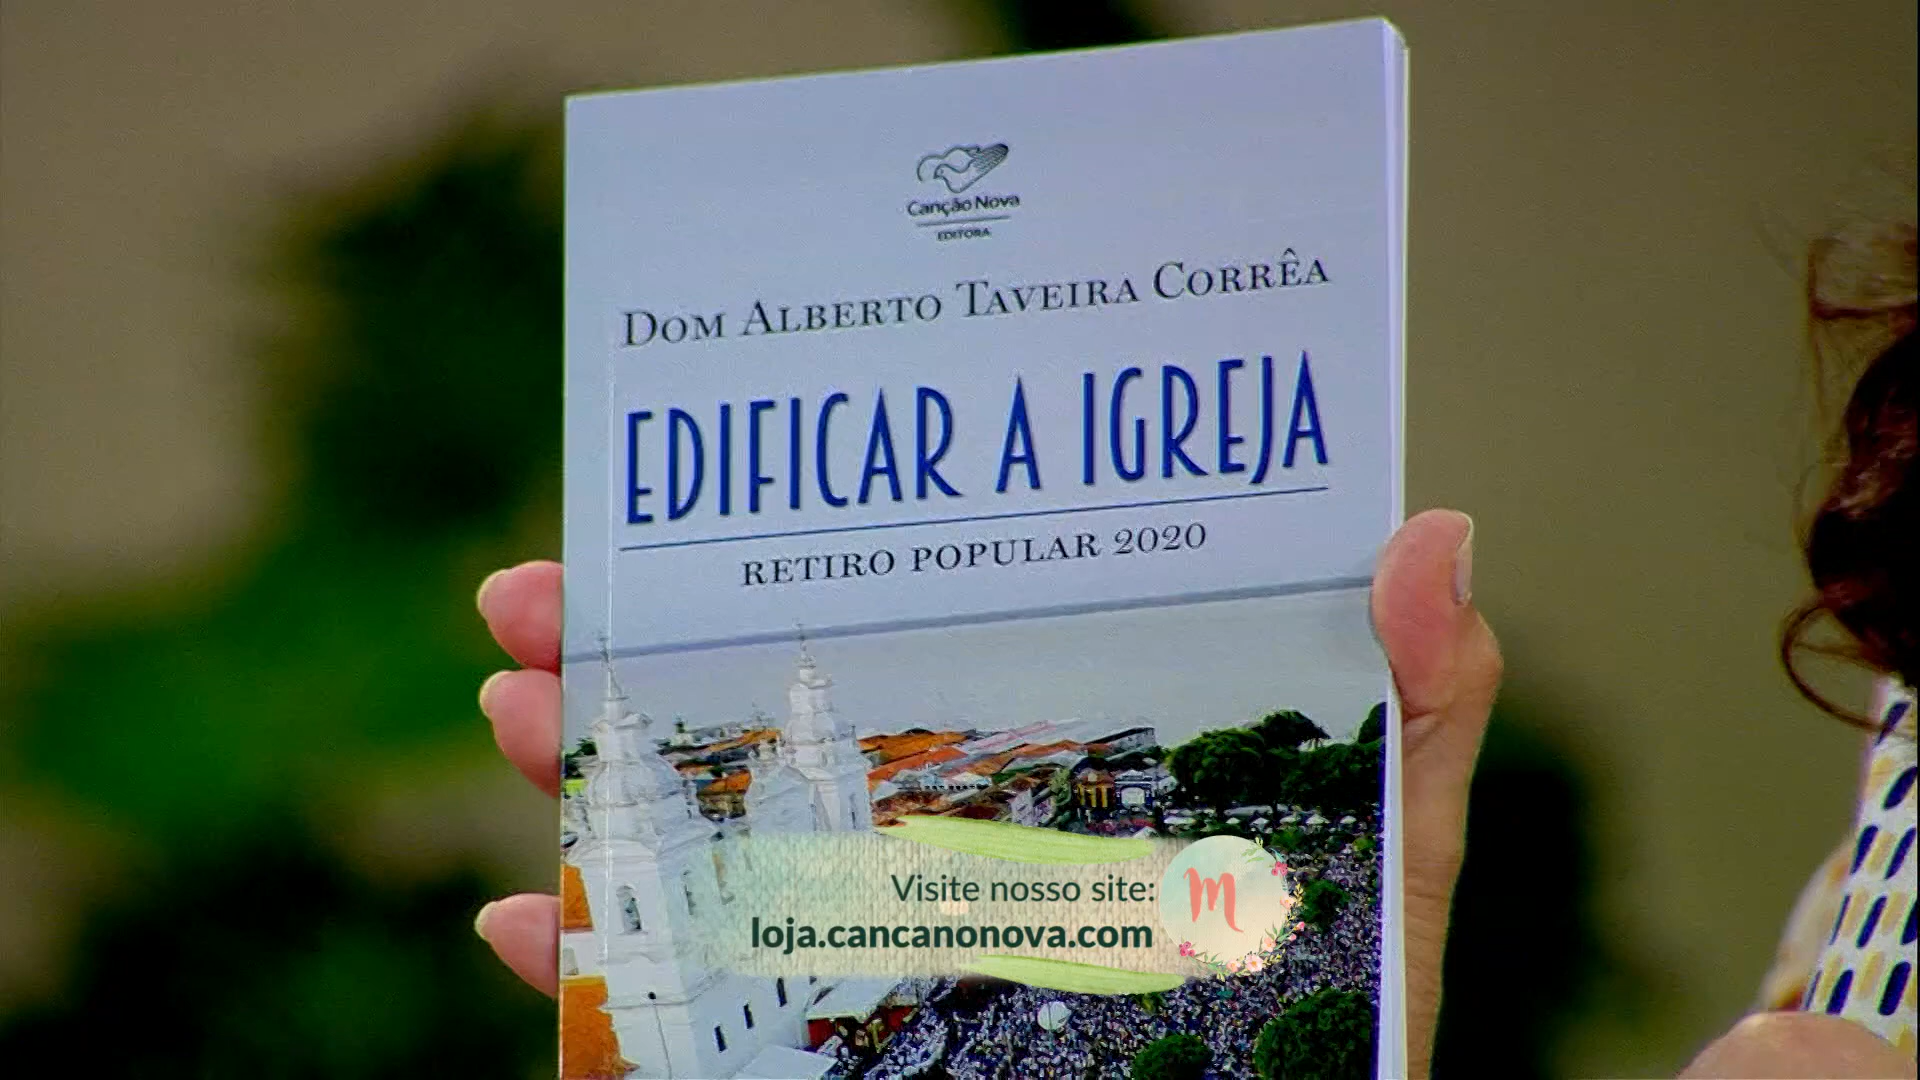 Canção Nova
EDITORA
DOM ALBERTO TAVEIRA CORRÊA
EDIFICAR A IGREJA
RETIRO POPULAR 2020
Visite nosso site:
loja.cancanonova.com
M